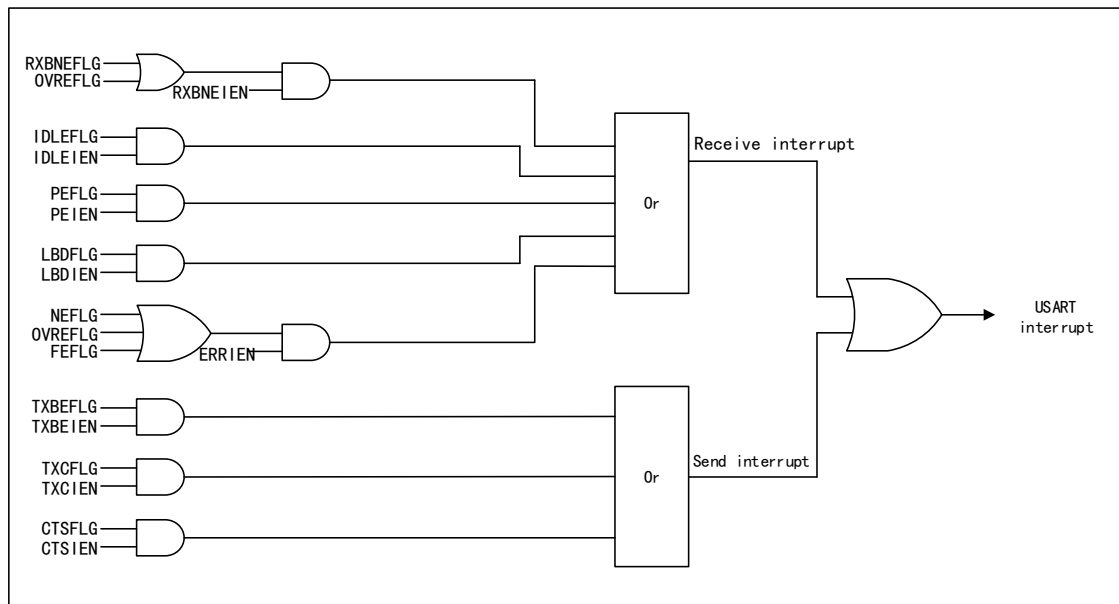 RXBNEFLG
OVREFLG
RXBNEIEN
IDLEFLG
IDLEIEN
PEFLG
PEIEN
LBDFLG
LBDIEN
NEFLG
OVREFLG
FEFLG
ERRIEN
TXBEFLG
TXBEIEN
TXCFLG
TXCIEN
CTSFLG
CTSIEN
Or
Receive interrupt
Or
Send interrupt
USART
interrupt